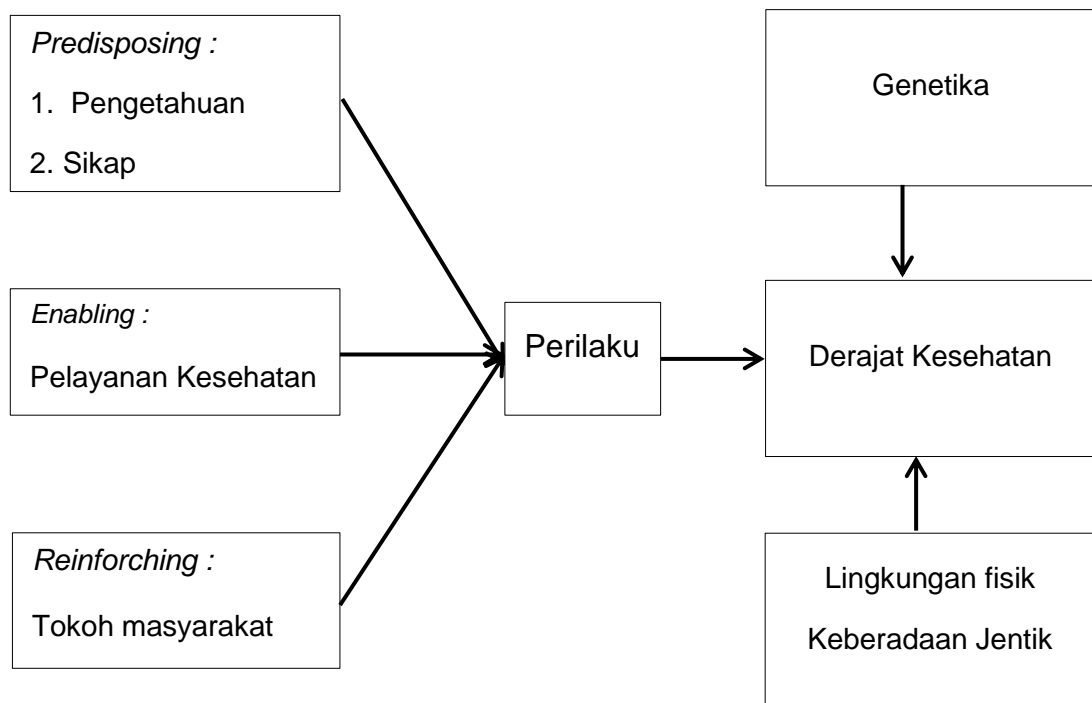 Predisposing :
1. Pengetahuan
2. Sikap
Enabling :
Pelayanan Kesehatan
Reinforching :
Tokoh masyarakat
Perilaku
Genetika
Derajat Kesehatan
Lingkungan fisik
Keberadaan Jentik